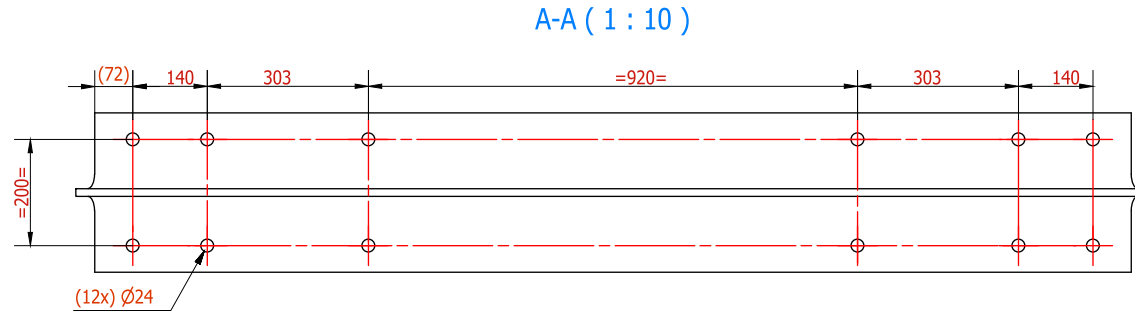 A-A ( 1 : 10 )
(72) 140 303 =920= 303 140
=200=
(12x) Ø24